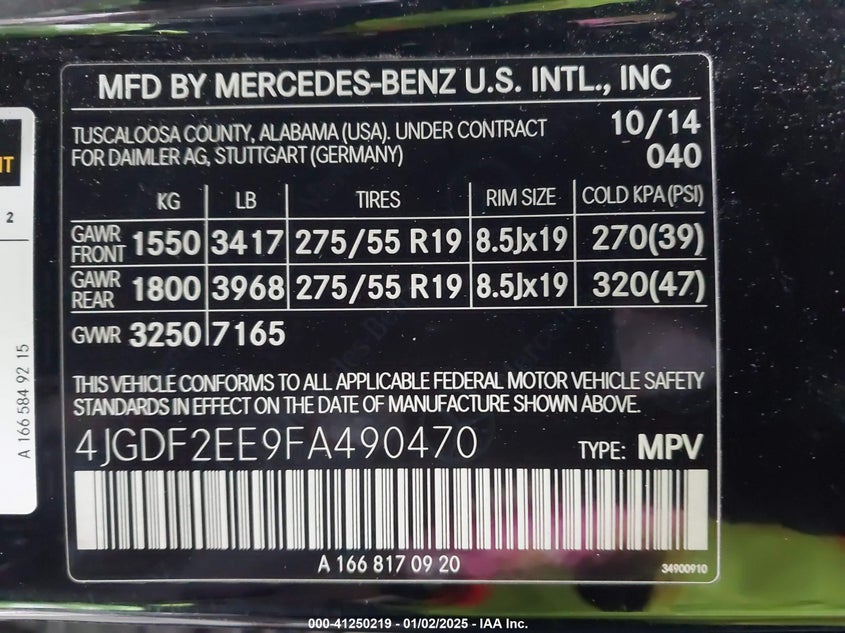 MFD BY MERCEDES-BENZ U.S. INTL., INC
TUSCALOOSA COUNTY, ALABAMA (USA). UNDER CONTRACT
FOR DAIMLER AG, STUTTGART (GERMANY)
10/14
040
KG LB TIRES RIM SIZE COLD KPA (PSI)
GAWR FRONT 1550 3417 275/55 R19 8.5Jx19 270(39)
GAWR REAR 1800 3968 275/55 R19 8.5Jx19 320(47)
GVWR 3250 7165
THIS VEHICLE CONFORMS TO ALL APPLICABLE FEDERAL MOTOR VEHICLE SAFETY
STANDARDS IN EFFECT ON THE DATE OF MANUFACTURE SHOWN ABOVE.
4JGDF2EE9FA490470 TYPE: MPV
A 166 817 09 20
34900910
2
A 166 584 92 15
000-41250219 - 01/02/2025 - IAA Inc.